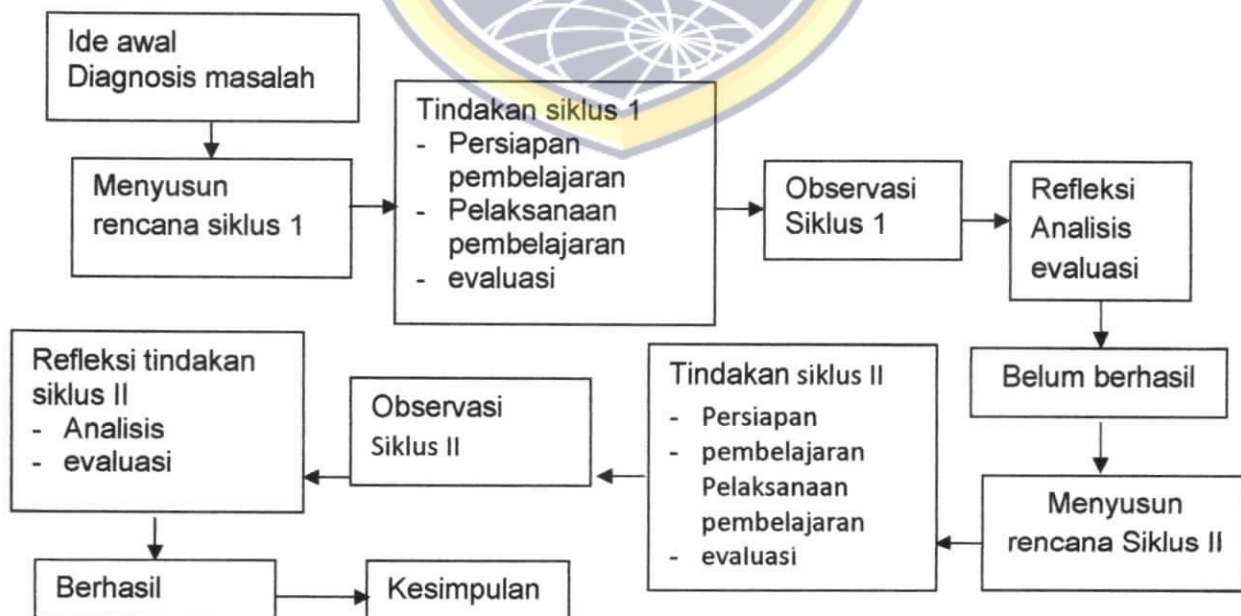 Ide awal
Diagnosis masalah
Menyusun
rencana siklus 1
Tindakan siklus 1
- Persiapan
pembelajaran
- Pelaksanaan
pembelajaran
- evaluasi
Observasi
Siklus 1
Refleksi
Analisis
evaluasi
Belum berhasil
Menyusun
rencana Siklus II
Tindakan siklus II
- Persiapan
- pembelajaran
Pelaksanaan
pembelajaran
- evaluasi
Observasi
Siklus II
Refleksi tindakan
siklus II
- Analisis
- evaluasi
Berhasil
Kesimpulan